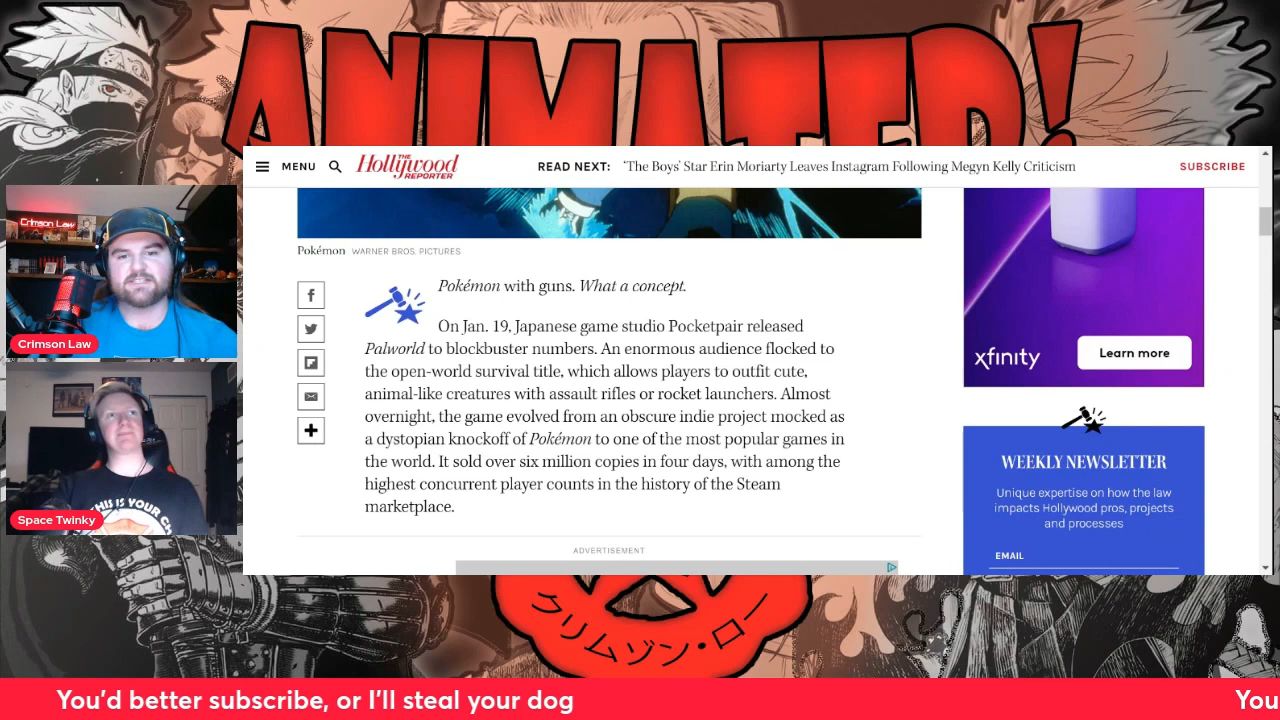 ANIMATED!
MENU
THE
Hollywood
REPORTER
READ NEXT: 'The Boys' Star Erin Moriarty Leaves Instagram Following Megyn Kelly Criticism
SUBSCRIBE
Crimson Law
Crimson Law
THIS IS YOUR
Space Twinky
Pokémon WARNER BROS. PICTURES
Pokémon with guns. What a concept.
On Jan. 19, Japanese game studio Pocketpair released
Palworld to blockbuster numbers. An enormous audience flocked to
the open-world survival title, which allows players to outfit cute,
animal-like creatures with assault rifles or rocket launchers. Almost
overnight, the game evolved from an obscure indie project mocked as
a dystopian knockoff of Pokémon to one of the most popular games in
the world. It sold over six million copies in four days, with among the
highest concurrent player counts in the history of the Steam
marketplace.
ADVERTISEMENT
xfinity
Learn more
WEEKLY NEWSLETTER
Unique expertise on how the law
impacts Hollywood pros, projects
and processes
EMAIL
クリムゾン・ロー
You'd better subscribe, or I'll steal your dog
You